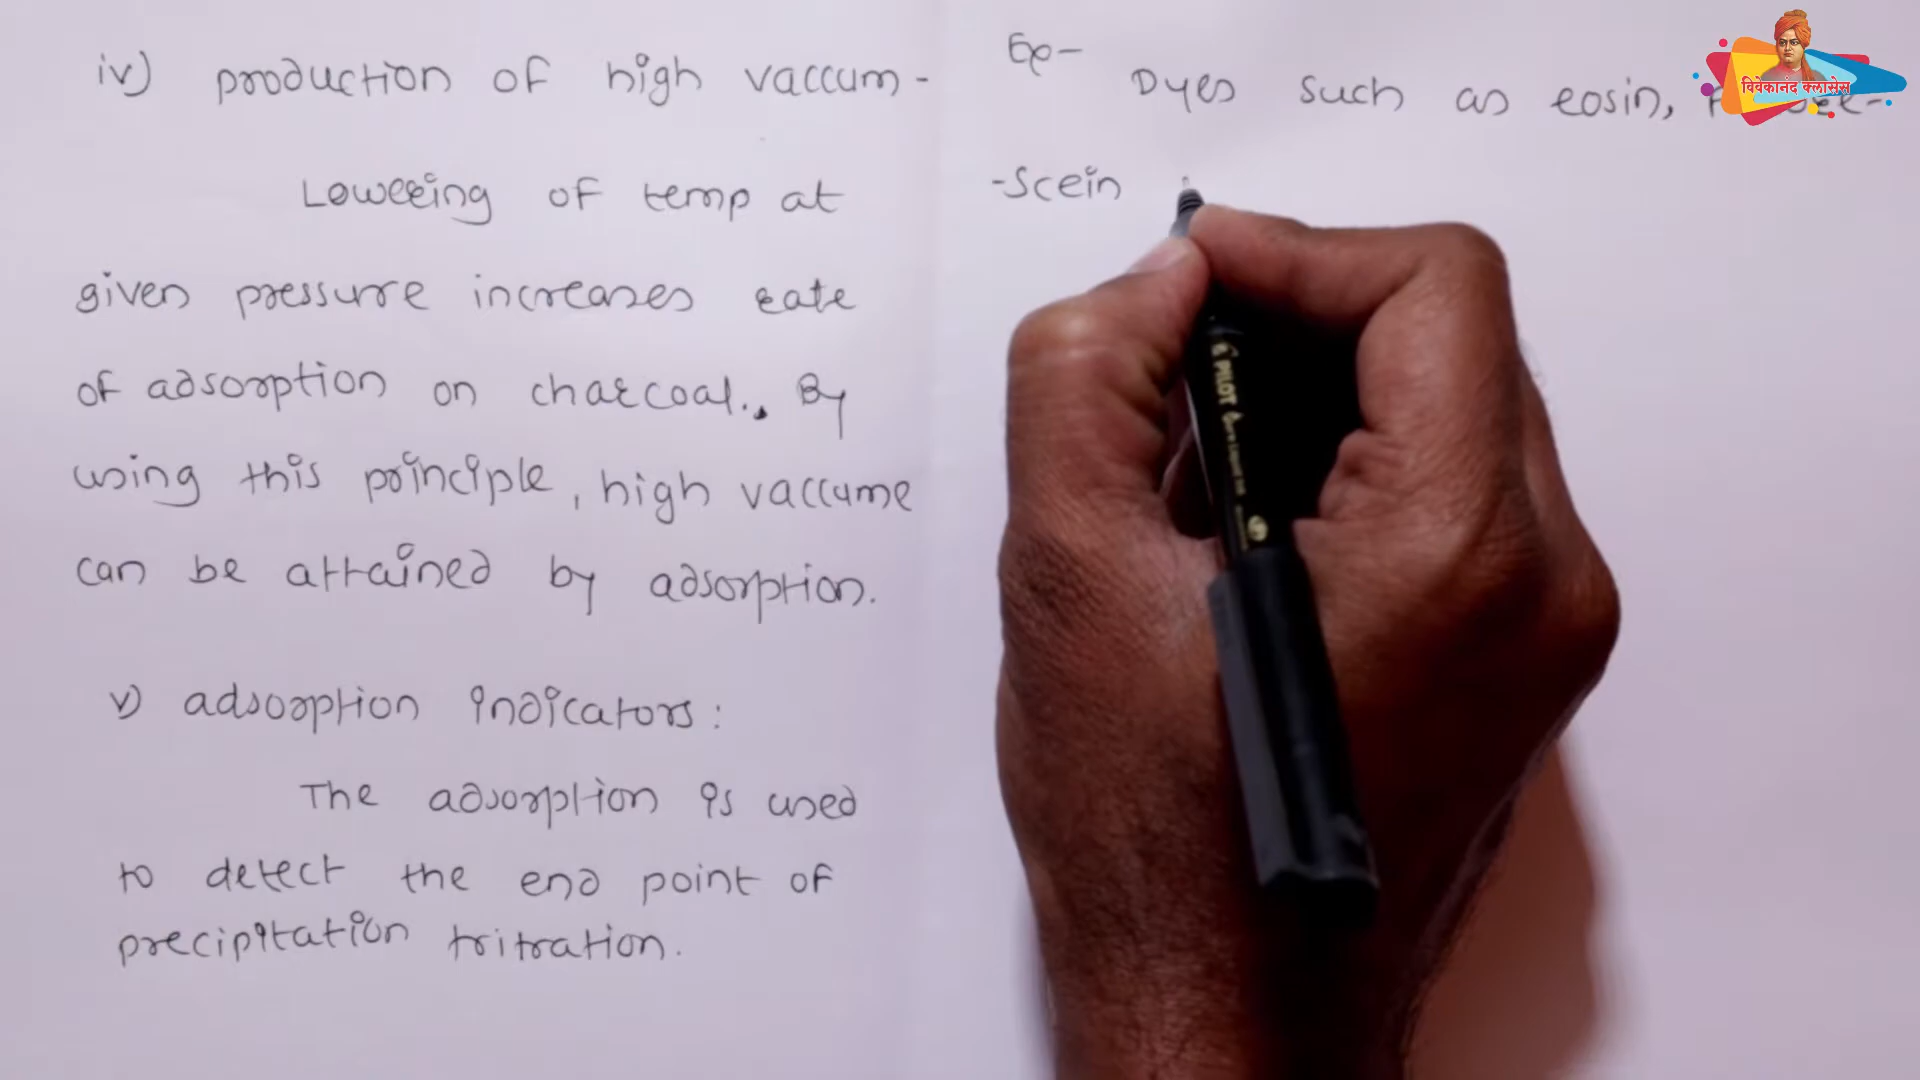 iv) production of high vaccum -
Lowering of temp at
given pressure increases rate
of adsorption on charcoal. By
using this principle, high vaccume
can be attained by adsorption.
v) adsorption indicators :
The adsorption is used
to detect the end point of
precipitation tritration.
Ex-
Dyes such as eosin,
-scein
विवेकानंद क्लासेस
PILOT